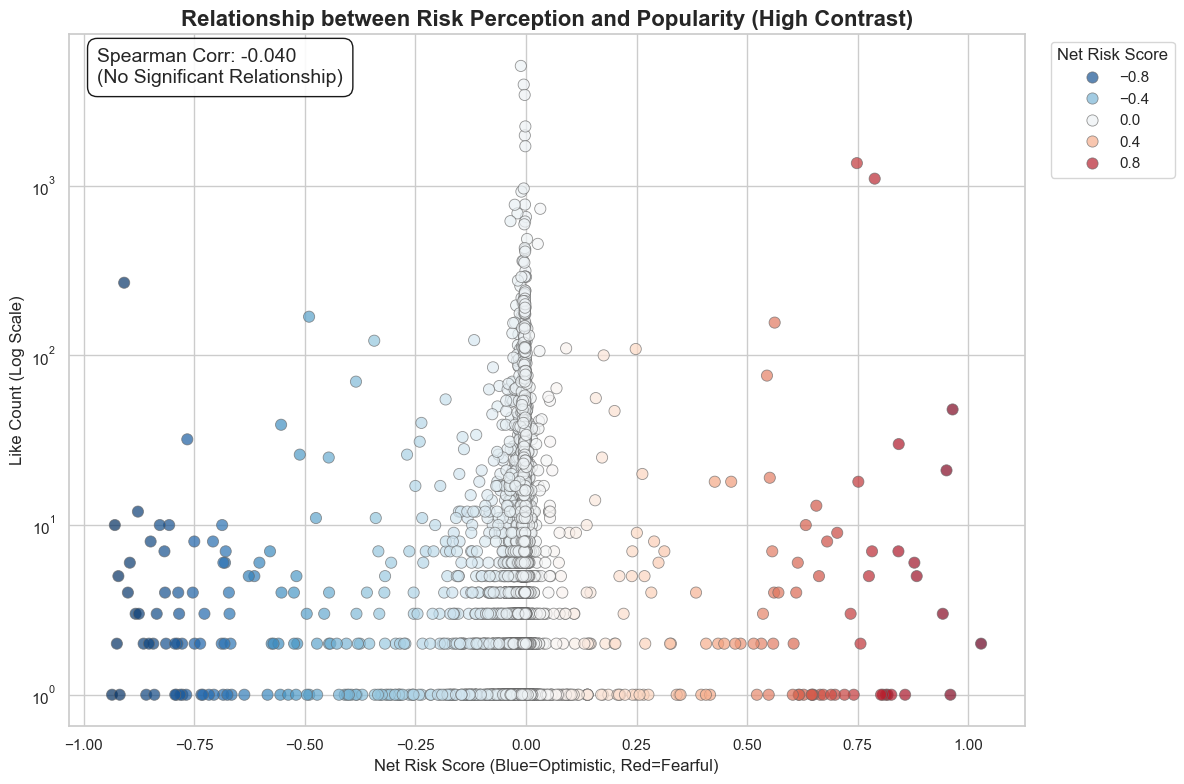 Relationship between Risk Perception and Popularity (High Contrast)
Spearman Corr: -0.040
(No Significant Relationship)
Net Risk Score
−0.8
−0.4
0.0
0.4
0.8
Like Count (Log Scale)
10³
10²
10¹
10⁰
−1.00 −0.75 −0.50 −0.25 0.00 0.25 0.50 0.75 1.00
Net Risk Score (Blue=Optimistic, Red=Fearful)